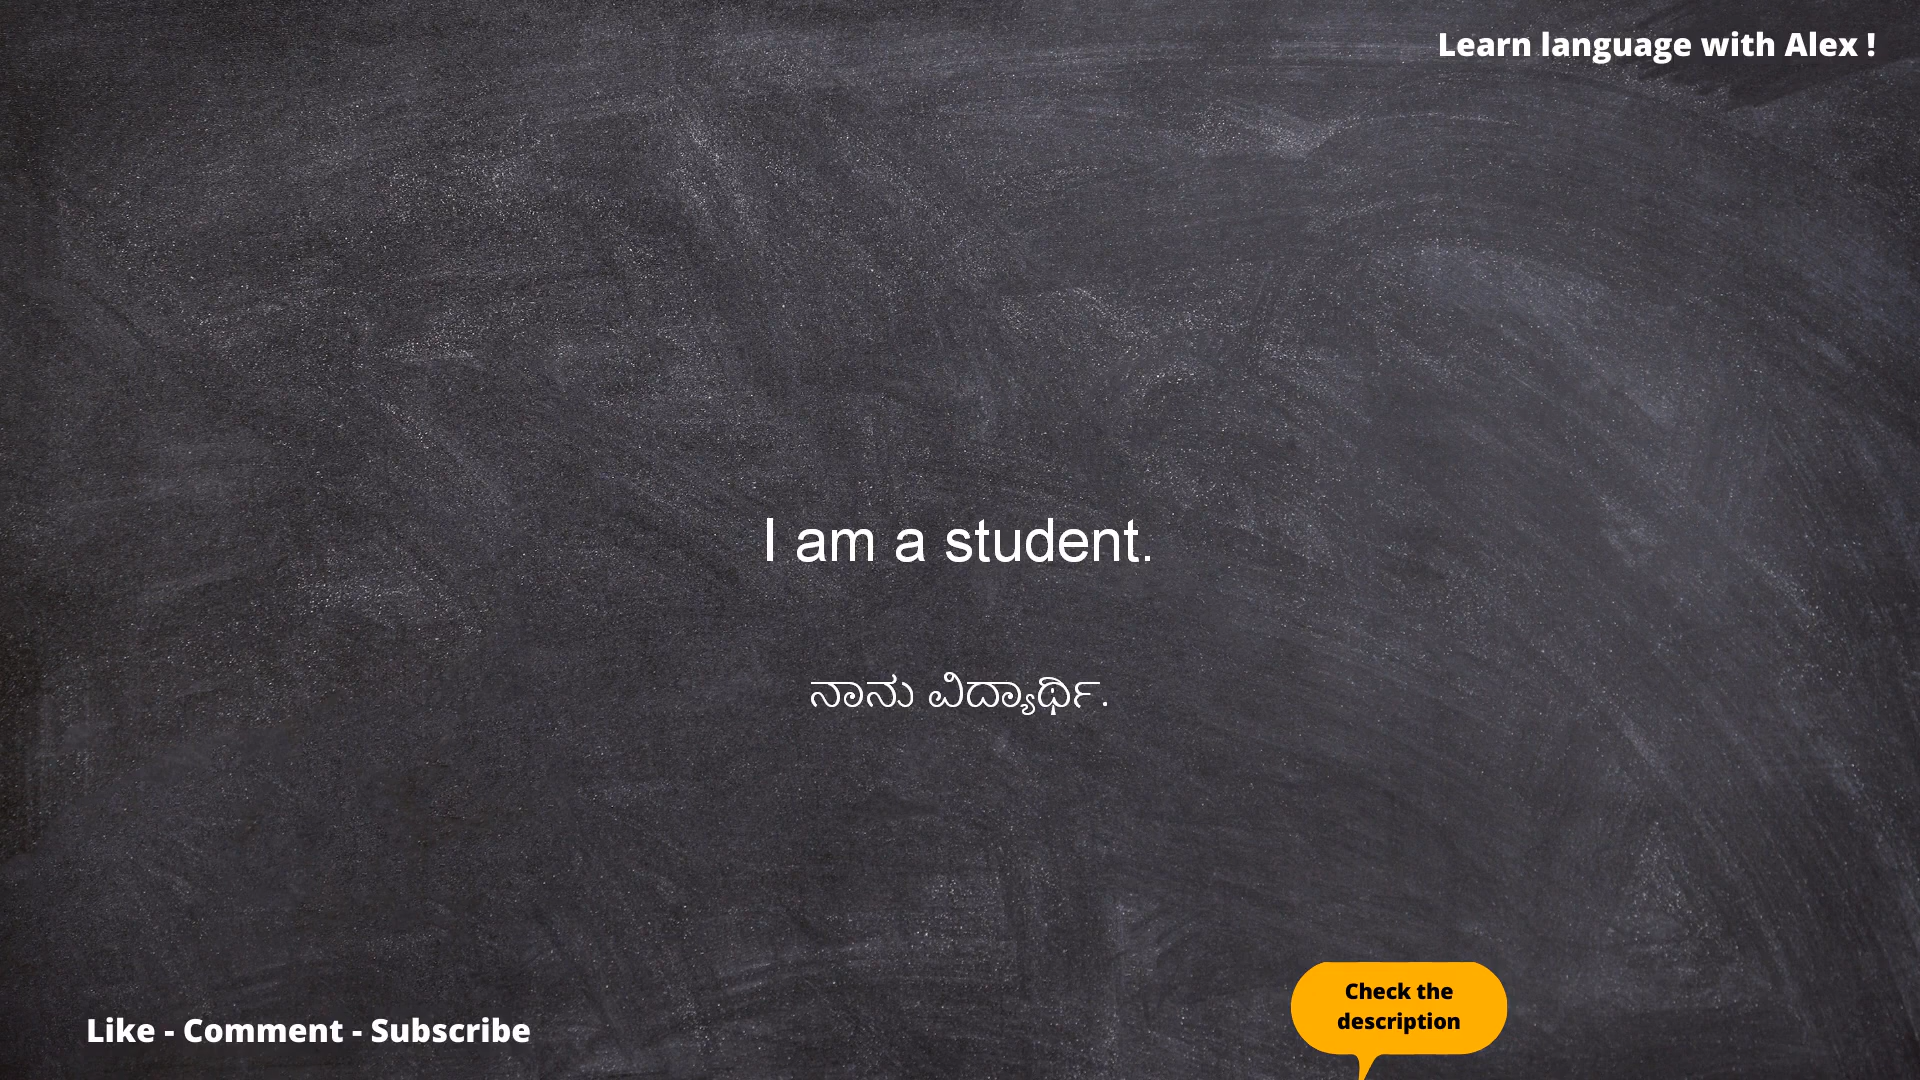 Learn language with Alex !
I am a student.
ನಾನು ವಿದ್ಯಾರ್ಥಿ.
Check the
description
Like - Comment - Subscribe